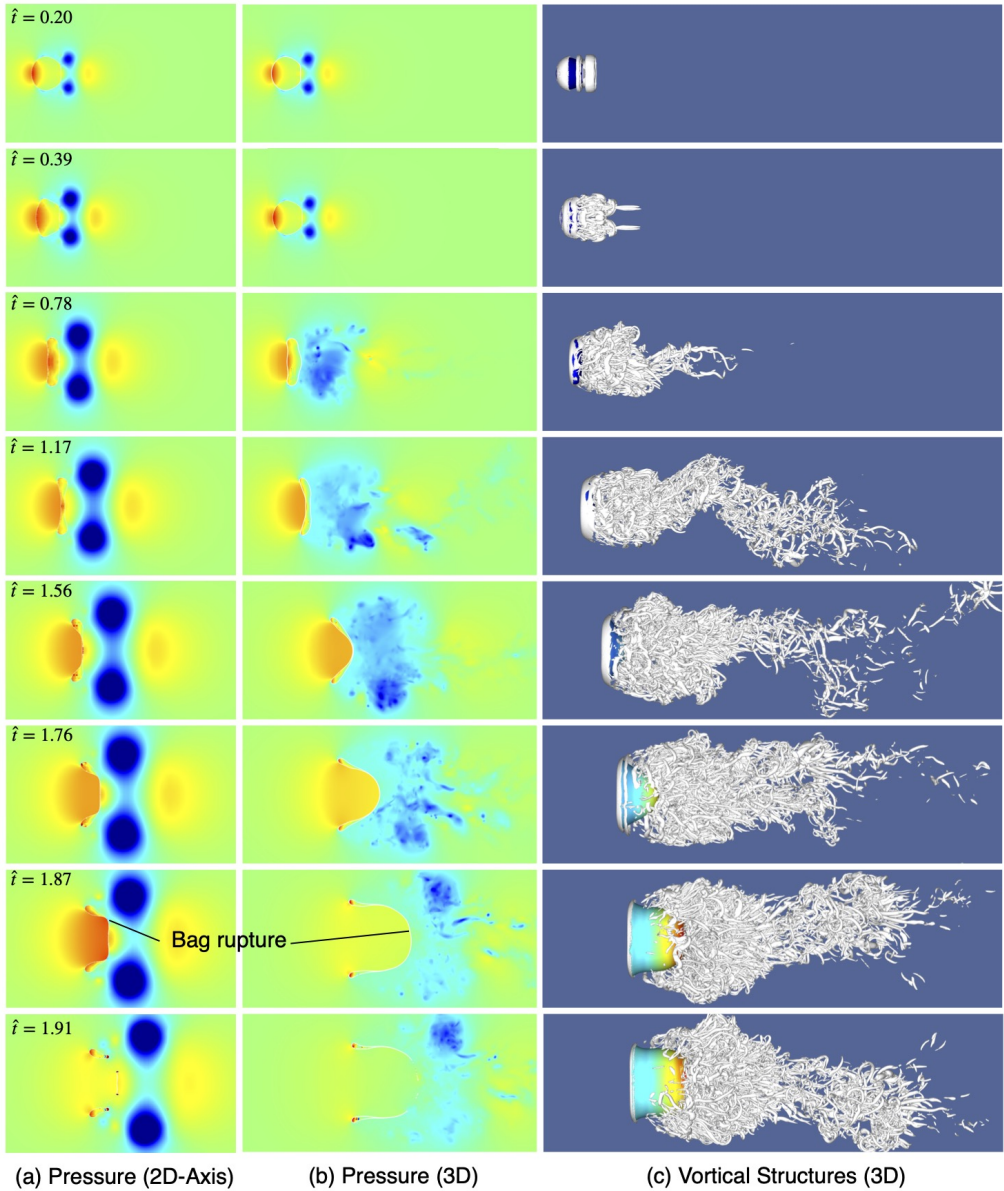 t̂ = 0.20
t̂ = 0.39
t̂ = 0.78
t̂ = 1.17
t̂ = 1.56
t̂ = 1.76
t̂ = 1.87
Bag rupture
t̂ = 1.91
(a) Pressure (2D-Axis)
(b) Pressure (3D)
(c) Vortical Structures (3D)